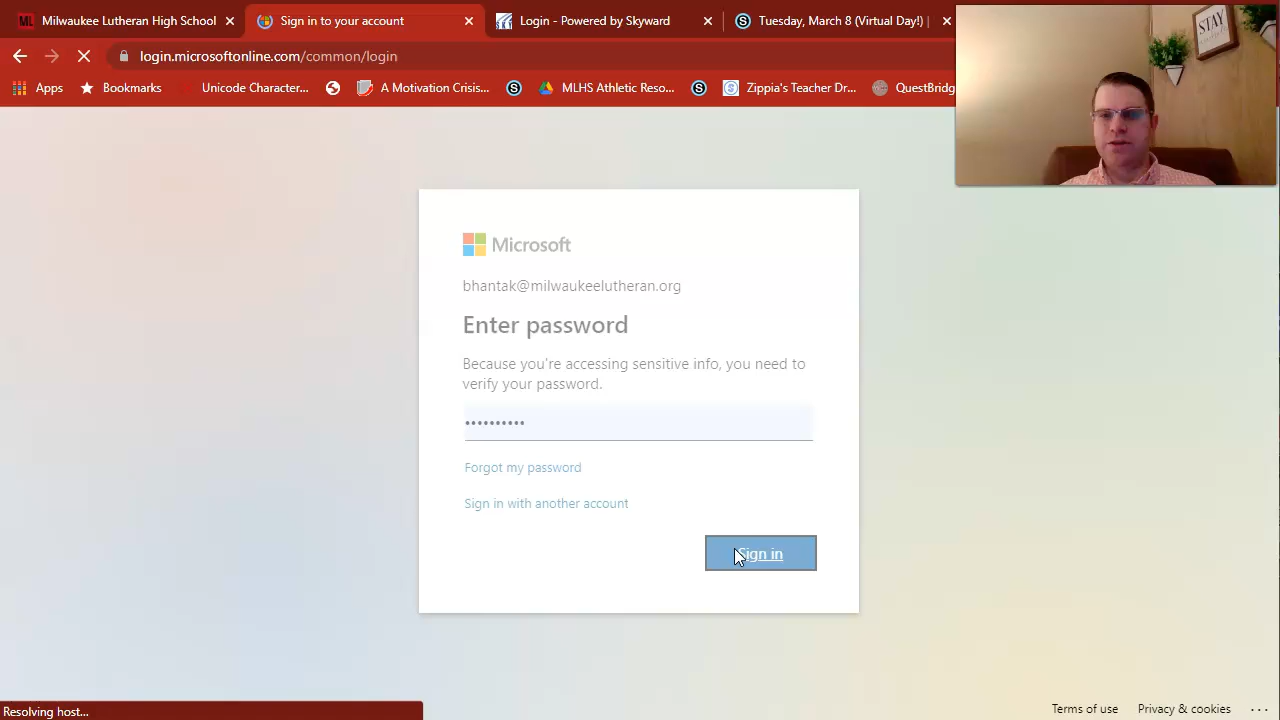 Milwaukee Lutheran High School
Sign in to your account
Login - Powered by Skyward
Tuesday, March 8 (Virtual Day!) |
login.microsoftonline.com/common/login
Apps
Bookmarks
Unicode Character...
A Motivation Crisis...
MLHS Athletic Reso...
Zippia's Teacher Dr...
QuestBridg
STAY
Microsoft
bhantak@milwaukeelutheran.org
Enter password
Because you're accessing sensitive info, you need to
verify your password.
Forgot my password
Sign in with another account
Sign in
Resolving host...
Terms of use
Privacy & cookies